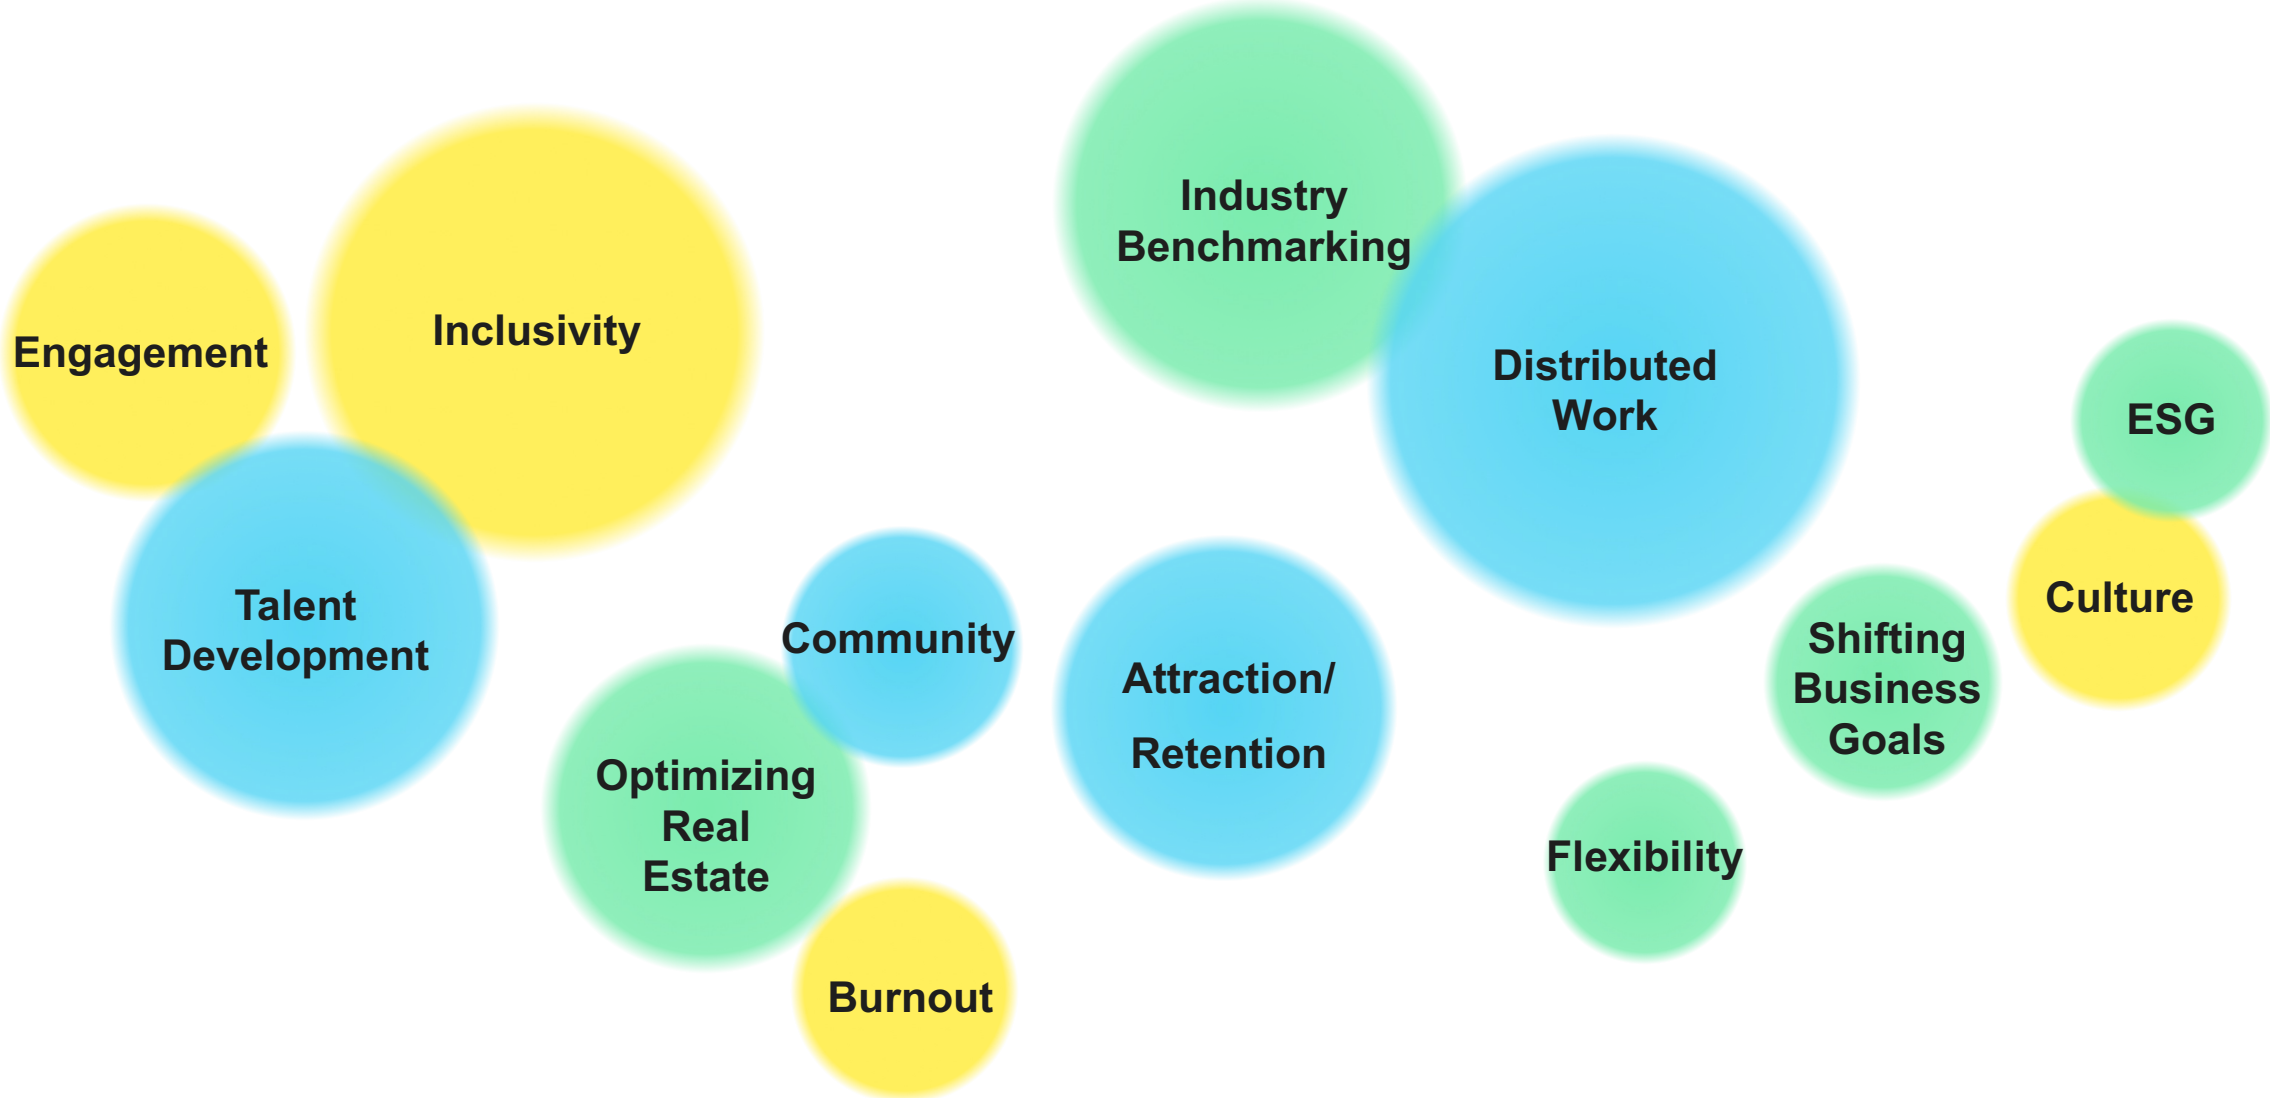 Engagement
Inclusivity
Talent
Development
Industry
Benchmarking
Distributed
Work
ESG
Culture
Community
Attraction/
Retention
Shifting
Business
Goals
Optimizing
Real
Estate
Flexibility
Burnout